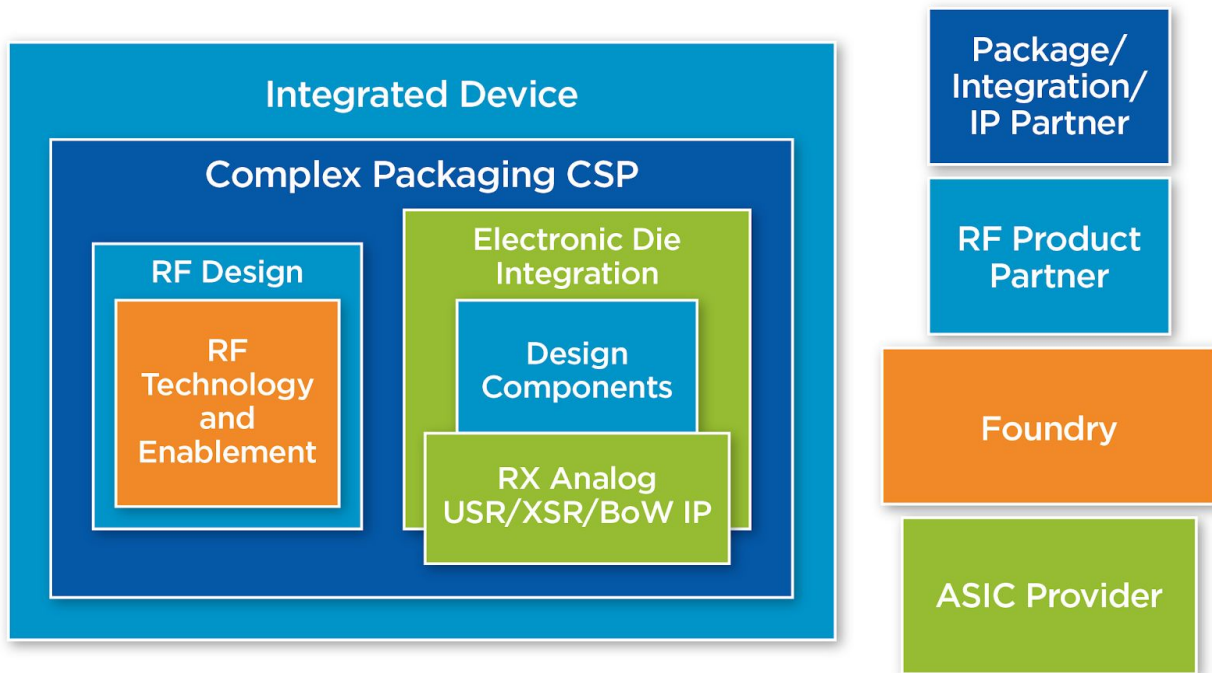 Integrated Device
Complex Packaging CSP
RF Design
RF
Technology
and
Enablement
Electronic Die
Integration
Design
Components
RX Analog
USR/XSR/BoW IP
Package/
Integration/
IP Partner
RF Product
Partner
Foundry
ASIC Provider